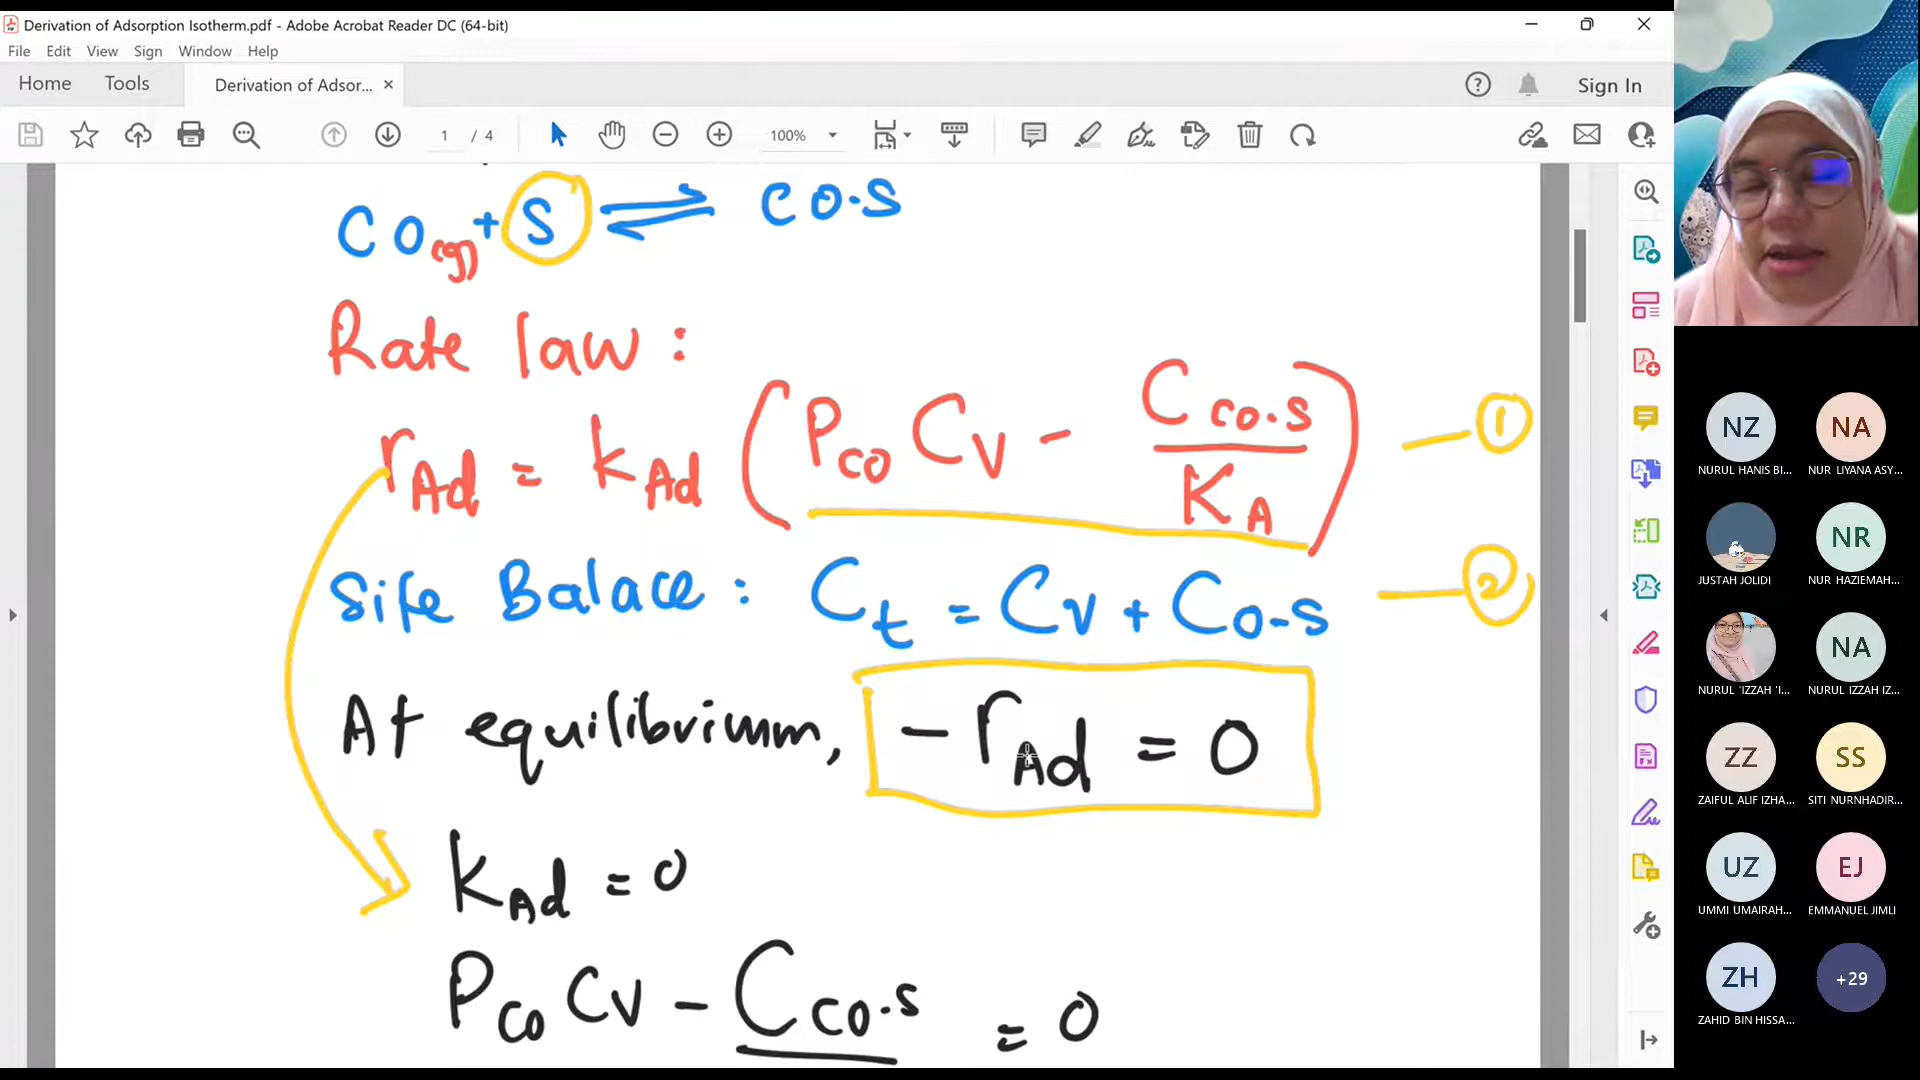 Derivation of Adsorption Isotherm.pdf - Adobe Acrobat Reader DC (64-bit)
File Edit View Sign Window Help
Home Tools Derivation of Adsor... × Sign In
1 / 4 100%
CO(g) + S ⇌ CO·S
Rate law :
rAd = kAd (PCO CV - CCO·S / KA) — ①
Site Balace : Ct = CV + CO-S — ②
At equilibrium, - rAd = 0
KAd = 0
PCO CV - CCO·S = 0
NZ NA
NURUL HANIS BI... NUR LIYANA ASY...
NR
JUSTAH JOLIDI NUR HAZIEMAH...
NA
NURUL 'IZZAH 'I... NURUL IZZAH IZ...
ZZ SS
ZAIFUL ALIF IZHA... SITI NURNHADIR...
UZ EJ
UMMI UMAIRAH... EMMANUEL JIMLI
ZH +29
ZAHID BIN HISSA...